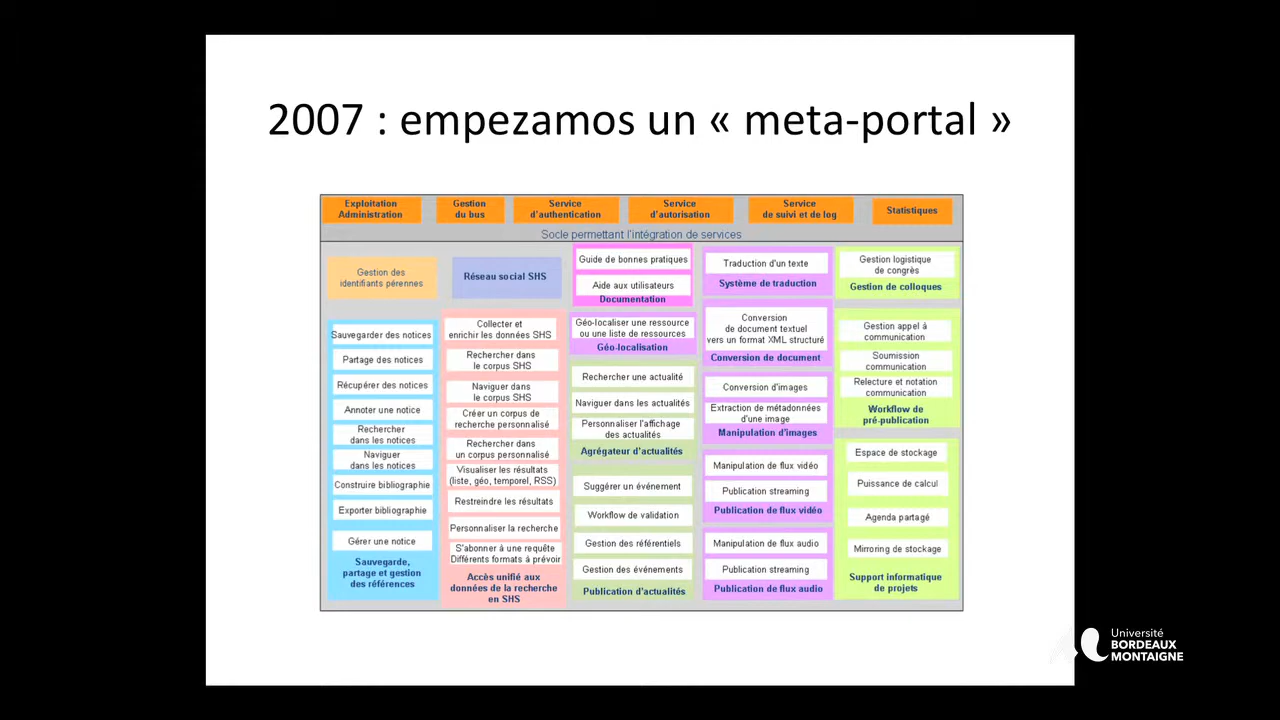 2007 : empezamos un « meta-portal »
Exploitation
Administration
Gestion
du bus
Service
d'authentication
Service
d'autorisation
Service
de suivi et de log
Statistiques
Socle permettant l'intégration de services
Gestion des
identifiants pérennes
Réseau social SHS
Sauvegarder des notices
Partage des notices
Récupérer des notices
Annoter une notice
Rechercher
dans les notices
Naviguer
dans les notices
Construire bibliographie
Exporter bibliographie
Gérer une notice
Sauvegarde,
partage et gestion
des références
Collecter et
enrichir les données SHS
Rechercher dans
le corpus SHS
Naviguer dans
le corpus SHS
Créer un corpus de
recherche personnalisé
Rechercher dans
un corpus personnalisé
Visualiser les résultats
(liste, géo, temporel, RSS)
Restreindre les résultats
Personnaliser la recherche
S'abonner à une requête
Différents formats à prévoir
Accès unifié aux
données de la recherche
en SHS
Guide de bonnes pratiques
Aide aux utilisateurs
Documentation
Géo-localiser une ressource
ou une liste de ressources
Géo-localisation
Rechercher une actualité
Naviguer dans les actualités
Personnaliser l'affichage
des actualités
Agrégateur d'actualités
Suggérer un événement
Workflow de validation
Gestion des référentiels
Gestion des événements
Publication d'actualités
Traduction d'un texte
Système de traduction
Conversion
de document textuel
vers un format XML structuré
Conversion de document
Conversion d'images
Extraction de métadonnées
d'une image
Manipulation d'images
Manipulation de flux vidéo
Publication streaming
Publication de flux vidéo
Manipulation de flux audio
Publication streaming
Publication de flux audio
Gestion logistique
de congrès
Gestion de colloques
Gestion appel à
communication
Soumission
communication
Relecture et notation
communication
Workflow de
pré-publication
Espace de stockage
Puissance de calcul
Agenda partagé
Mirroring de stockage
Support informatique
de projets
Université
BORDEAUX
MONTAIGNE